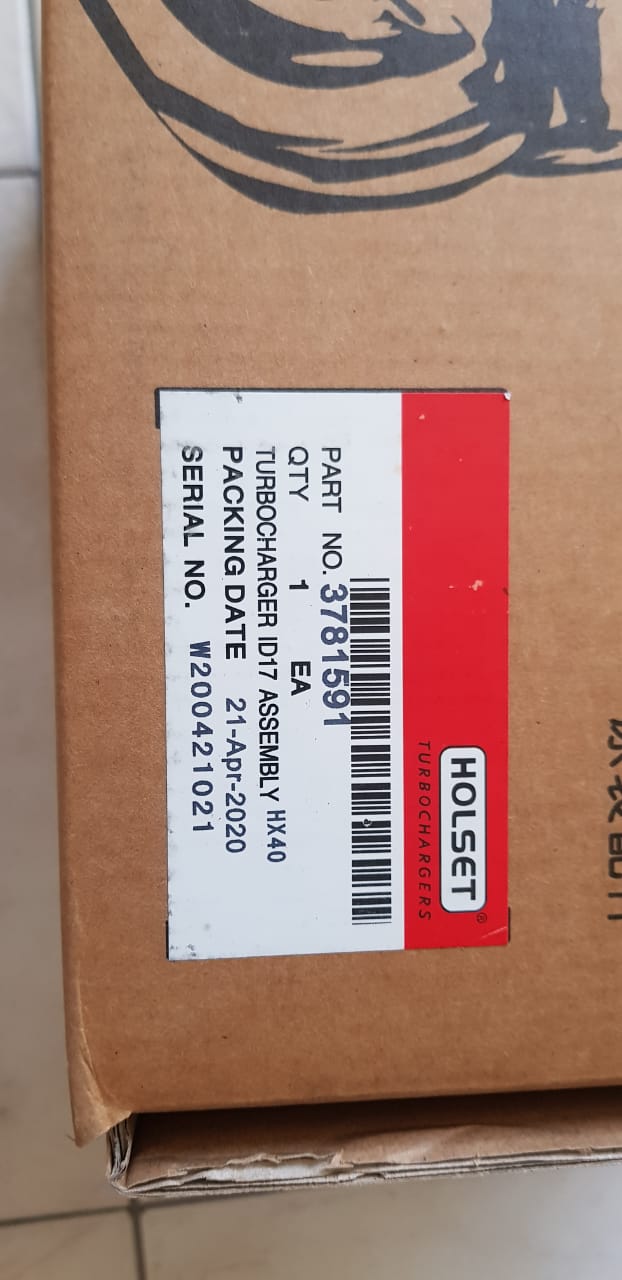 HOLSET®
TURBOCHARGERS
PART NO. 3781591
QTY 1 EA
TURBOCHARGER ID17 ASSEMBLY HX40
PACKING DATE 21-Apr-2020
SERIAL NO. W200421021